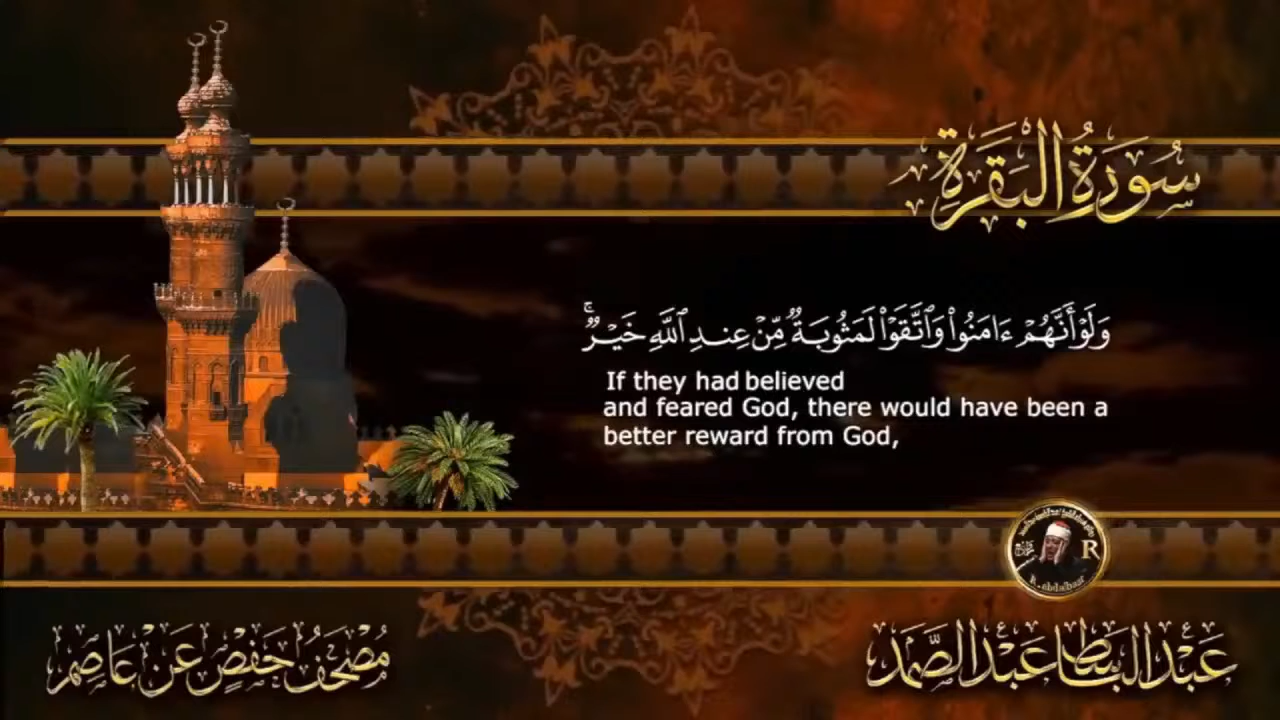 سُورَةُ البَقَرَةِ
وَلَوْ أَنَّهُمْ ءَامَنُوا۟ وَٱتَّقَوْا۟ لَمَثُوبَةٌ مِّنْ عِندِ ٱللَّهِ خَيْرٌ ۖ
If they had believed
and feared God, there would have been a
better reward from God,
R
عَبْدُ البَاسِط عَبْدُ الصَّمَد
مُصْحَفُ حَفْصٍ عَنْ عَاصِم